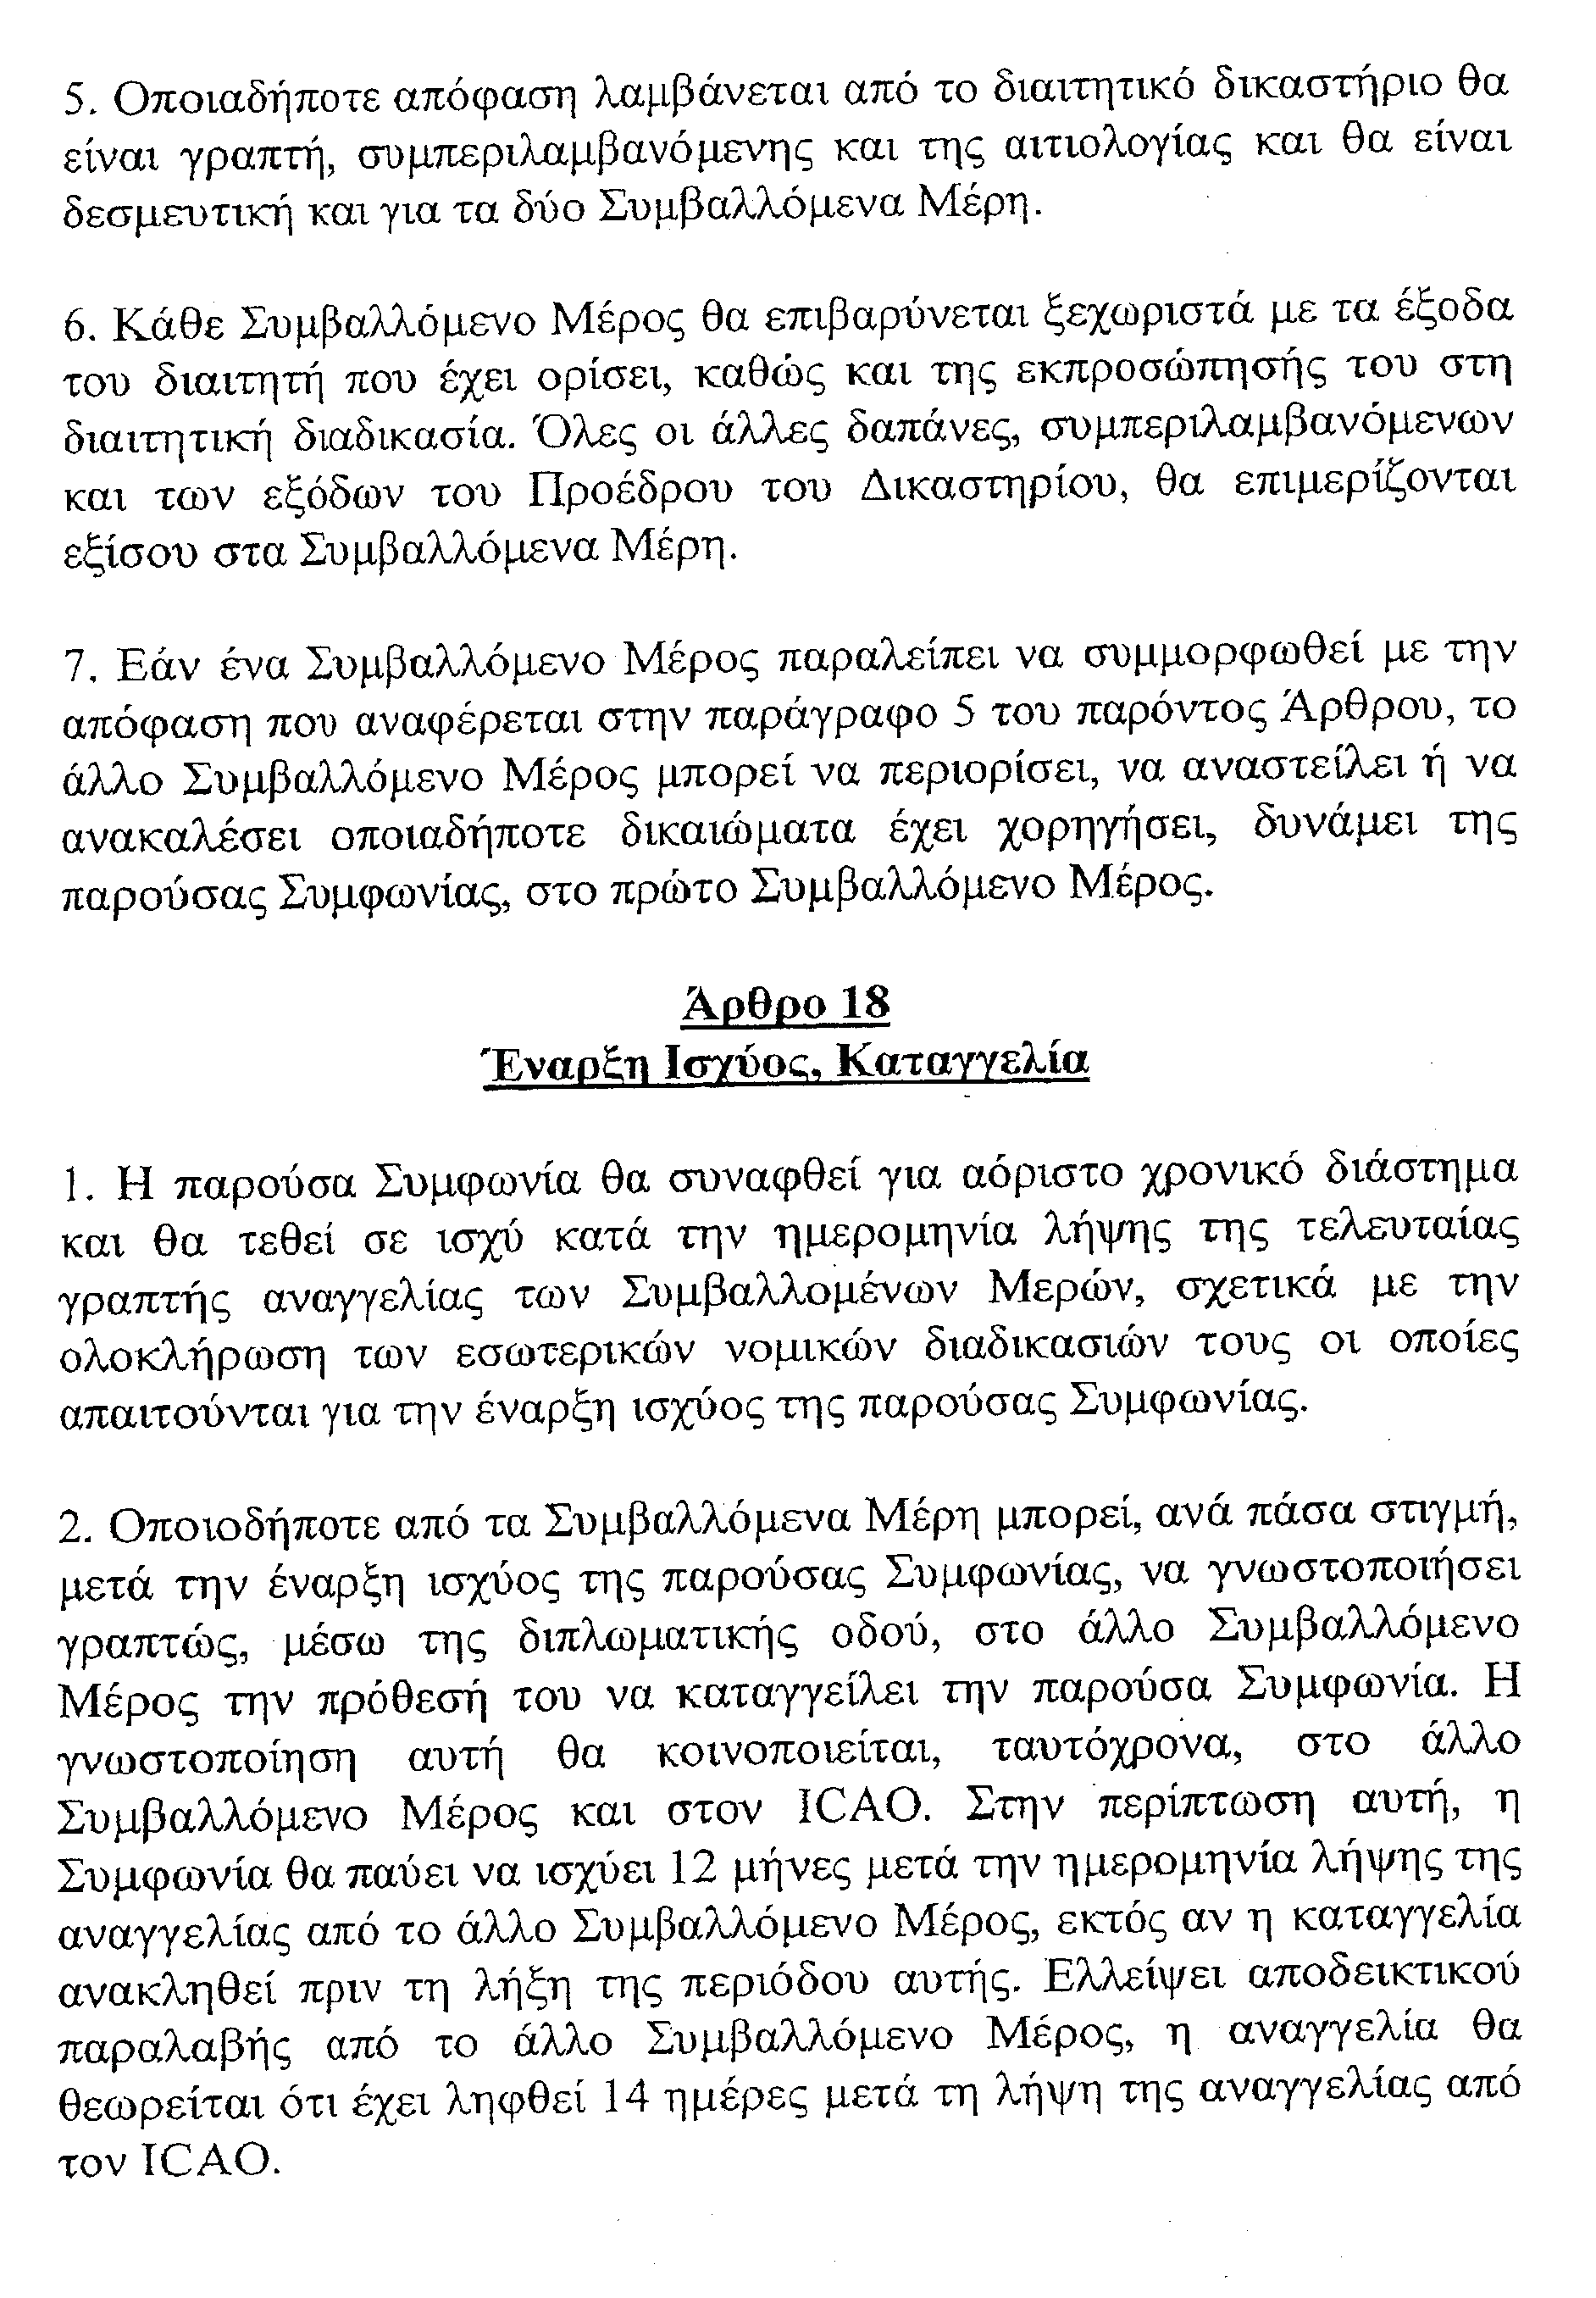 5. Οποιαδήποτε απόφαση λαμβάνεται από το διαιτητικό δικαστήριο θα
είναι γραπτή, συμπεριλαμβανόμενης και της αιτιολογίας και θα είναι
δεσμευτική και για τα δύο Συμβαλλόμενα Μέρη.
6. Κάθε Συμβαλλόμενο Μέρος θα επιβαρύνεται ξεχωριστά με τα έξοδα
του διαιτητή που έχει ορίσει, καθώς και της εκπροσώπησής του στη
διαιτητική διαδικασία. Όλες οι άλλες δαπάνες, συμπεριλαμβανόμενων
και των εξόδων του Προέδρου του Δικαστηρίου, θα επιμερίζονται
εξίσου στα Συμβαλλόμενα Μέρη.
7. Εάν ένα Συμβαλλόμενο Μέρος παραλείπει να συμμορφωθεί με την
απόφαση που αναφέρεται στην παράγραφο 5 του παρόντος Άρθρου, το
άλλο Συμβαλλόμενο Μέρος μπορεί να περιορίσει, να αναστείλει ή να
ανακαλέσει οποιαδήποτε δικαιώματα έχει χορηγήσει, δυνάμει της
παρούσας Συμφωνίας, στο πρώτο Συμβαλλόμενο Μέρος.
Άρθρο 18
Έναρξη Ισχύος, Καταγγελία
1. Η παρούσα Συμφωνία θα συναφθεί για αόριστο χρονικό διάστημα
και θα τεθεί σε ισχύ κατά την ημερομηνία λήψης της τελευταίας
γραπτής αναγγελίας των Συμβαλλομένων Μερών, σχετικά με την
ολοκλήρωση των εσωτερικών νομικών διαδικασιών τους οι οποίες
απαιτούνται για την έναρξη ισχύος της παρούσας Συμφωνίας.
2. Οποιοδήποτε από τα Συμβαλλόμενα Μέρη μπορεί, ανά πάσα στιγμή,
μετά την έναρξη ισχύος της παρούσας Συμφωνίας, να γνωστοποιήσει
γραπτώς, μέσω της διπλωματικής οδού, στο άλλο Συμβαλλόμενο
Μέρος την πρόθεσή του να καταγγείλει την παρούσα Συμφωνία. Η
γνωστοποίηση αυτή θα κοινοποιείται, ταυτόχρονα, στο άλλο
Συμβαλλόμενο Μέρος και στον ICAO. Στην περίπτωση αυτή, η
Συμφωνία θα παύει να ισχύει 12 μήνες μετά την ημερομηνία λήψης της
αναγγελίας από το άλλο Συμβαλλόμενο Μέρος, εκτός αν η καταγγελία
ανακληθεί πριν τη λήξη της περιόδου αυτής. Ελλείψει αποδεικτικού
παραλαβής από το άλλο Συμβαλλόμενο Μέρος, η αναγγελία θα
θεωρείται ότι έχει ληφθεί 14 ημέρες μετά τη λήψη της αναγγελίας από
τον ICAO.